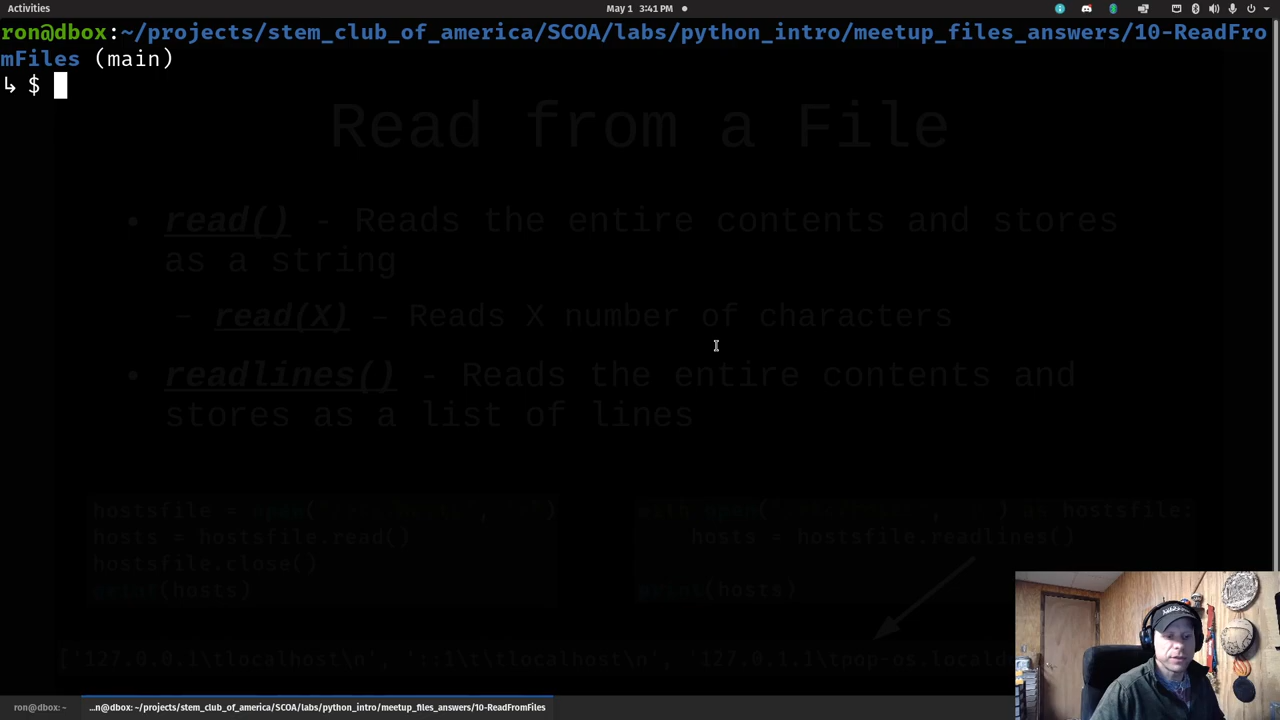 Activities
May 1 3:41 PM
ron@dbox:~/projects/stem_club_of_america/SCOA/labs/python_intro/meetup_files_answers/10-ReadFro
mFiles (main)
↳ $
Read from a File
• read() - Reads the entire contents and stores
as a string
– read(X) – Reads X number of characters
• readlines() - Reads the entire contents and
stores as a list of lines
hostsfile = open(
hosts = hostsfile.read()
hostsfile.close()
print(hosts)
with open( as hostsfile:
hosts = hostsfile.readlines()
print(hosts)
['127.0.0.1\tlocalhost\n', '::1\t\tlocalhost\n', '127.0.1.1\tpop-os.locald
ron@dbox: ~
...n@dbox: ~/projects/stem_club_of_america/SCOA/labs/python_intro/meetup_files_answers/10-ReadFromFiles